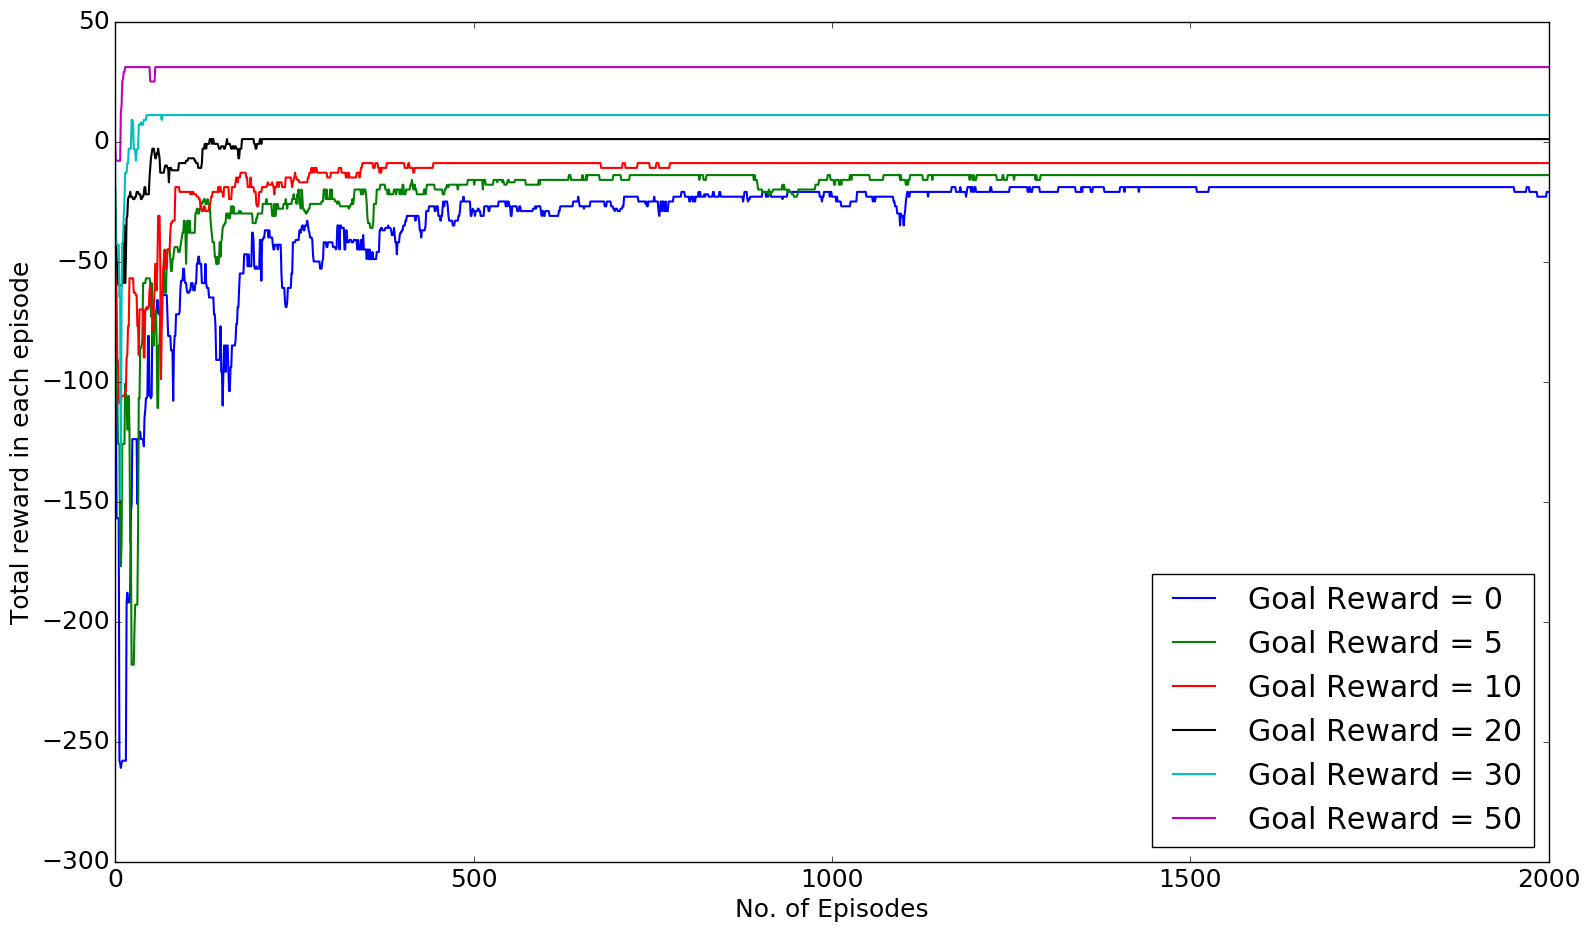 50
0
−50
−100
−150
−200
−250
−300
Total reward in each episode
0
500
1000
1500
2000
No. of Episodes
Goal Reward = 0
Goal Reward = 5
Goal Reward = 10
Goal Reward = 20
Goal Reward = 30
Goal Reward = 50